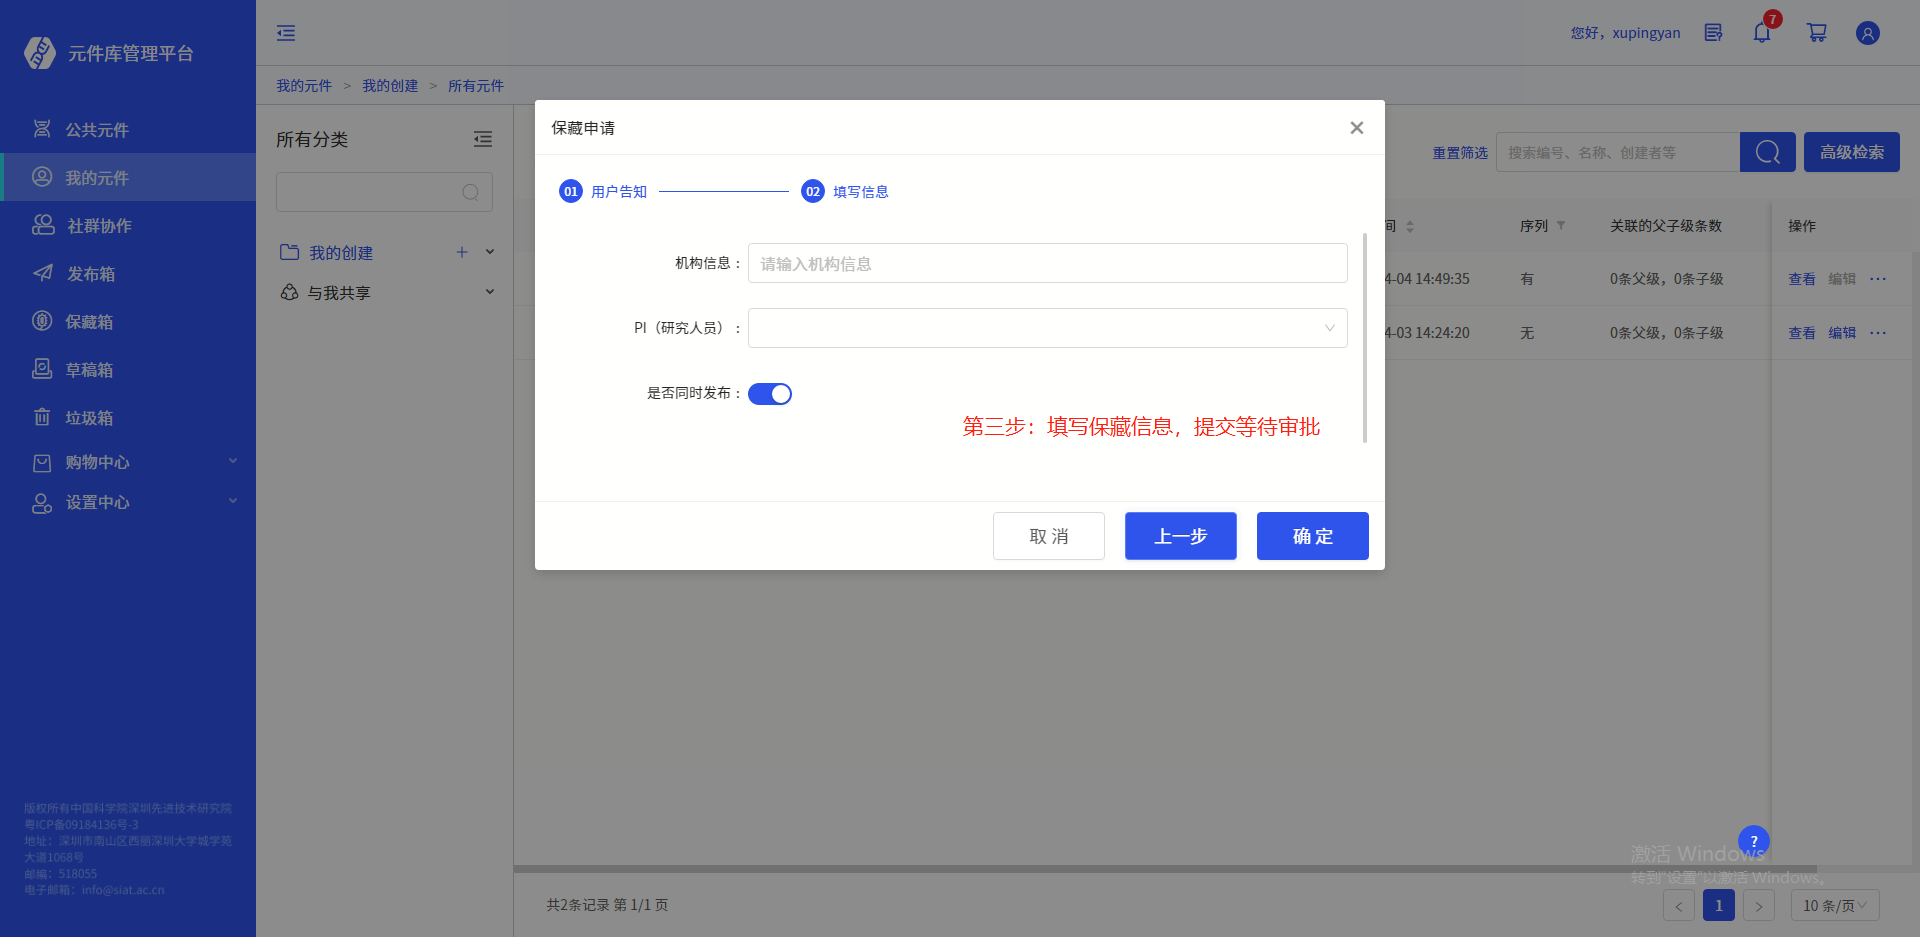 元件库管理平台
公共元件
我的元件
社群协作
发布箱
保藏箱
草稿箱
垃圾箱
购物中心
设置中心
版权所有中国科学院深圳先进技术研究院
粤ICP备09184136号-3
地址：深圳市南山区西丽深圳大学城学苑
大道1068号
邮编：518055
电子邮箱：info@siat.ac.cn
您好，xupingyan
7
我的元件 > 我的创建 > 所有元件
所有分类
我的创建
与我共享
重置筛选
搜索编号、名称、创建者等
高级检索
间 序列 关联的父子级条数 操作
4-04 14:49:35 有 0条父级，0条子级 查看 编辑 ···
4-03 14:24:20 无 0条父级，0条子级 查看 编辑 ···
保藏申请
01 用户告知 02 填写信息
机构信息：
请输入机构信息
PI（研究人员）：
是否同时发布：
第三步：填写保藏信息，提交等待审批
取 消
上一步
确 定
?
激活 Windows
转到“设置”以激活 Windows。
共2条记录 第 1/1 页
< 1 > 10 条/页